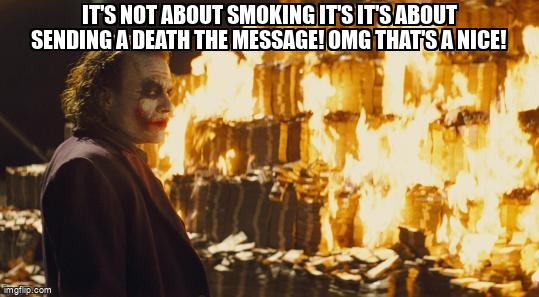 IT'S NOT ABOUT SMOKING IT'S IT'S ABOUT
SENDING A DEATH THE MESSAGE! OMG THAT'S A NICE!
imgflip.com